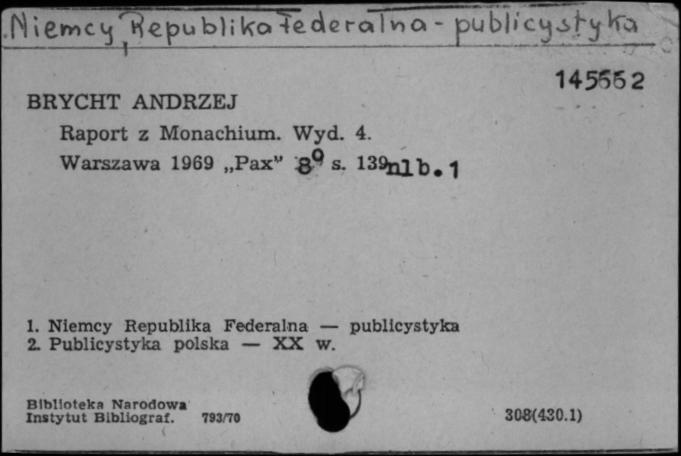 Niemcy, Republika Federalna - publicystyka
145552
BRYCHT ANDRZEJ
Raport z Monachium. Wyd. 4.
Warszawa 1969 „Pax” 8° s. 139 nlb. 1
1. Niemcy Republika Federalna — publicystyka
2. Publicystyka polska — XX w.
Biblioteka Narodowa
Instytut Bibliograf. 793/70
308(430.1)